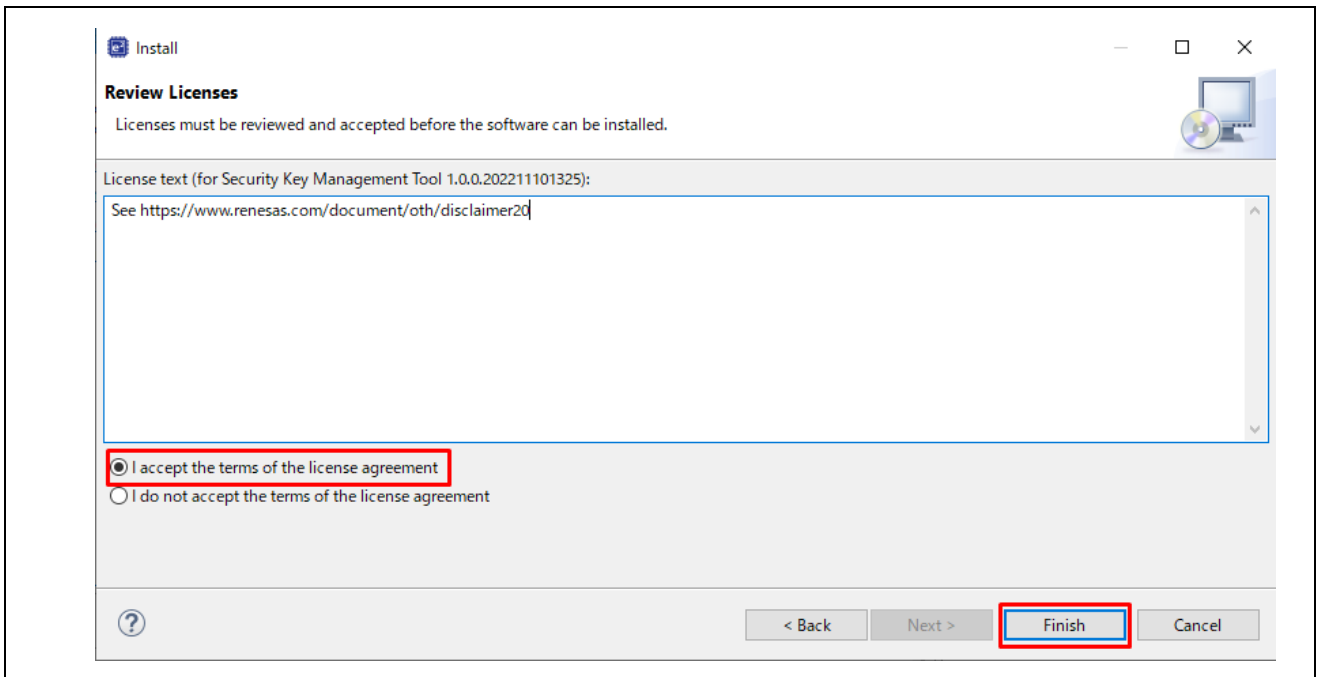 Install
Review Licenses
Licenses must be reviewed and accepted before the software can be installed.
License text (for Security Key Management Tool 1.0.0.202211101325):
See https://www.renesas.com/document/oth/disclaimer20
I accept the terms of the license agreement
I do not accept the terms of the license agreement
? < Back Next > Finish Cancel